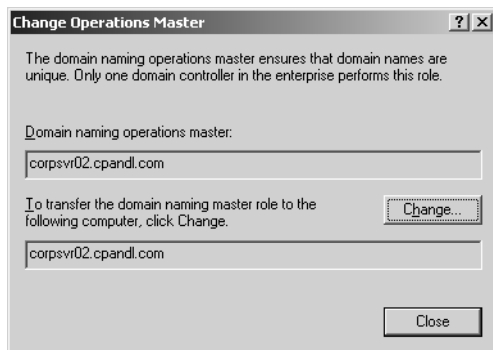 Change Operations Master
The domain naming operations master ensures that domain names are
unique. Only one domain controller in the enterprise performs this role.
Domain naming operations master:
corpsvr02.cpandl.com
To transfer the domain naming master role to the
following computer, click Change.
Change...
corpsvr02.cpandl.com
Close